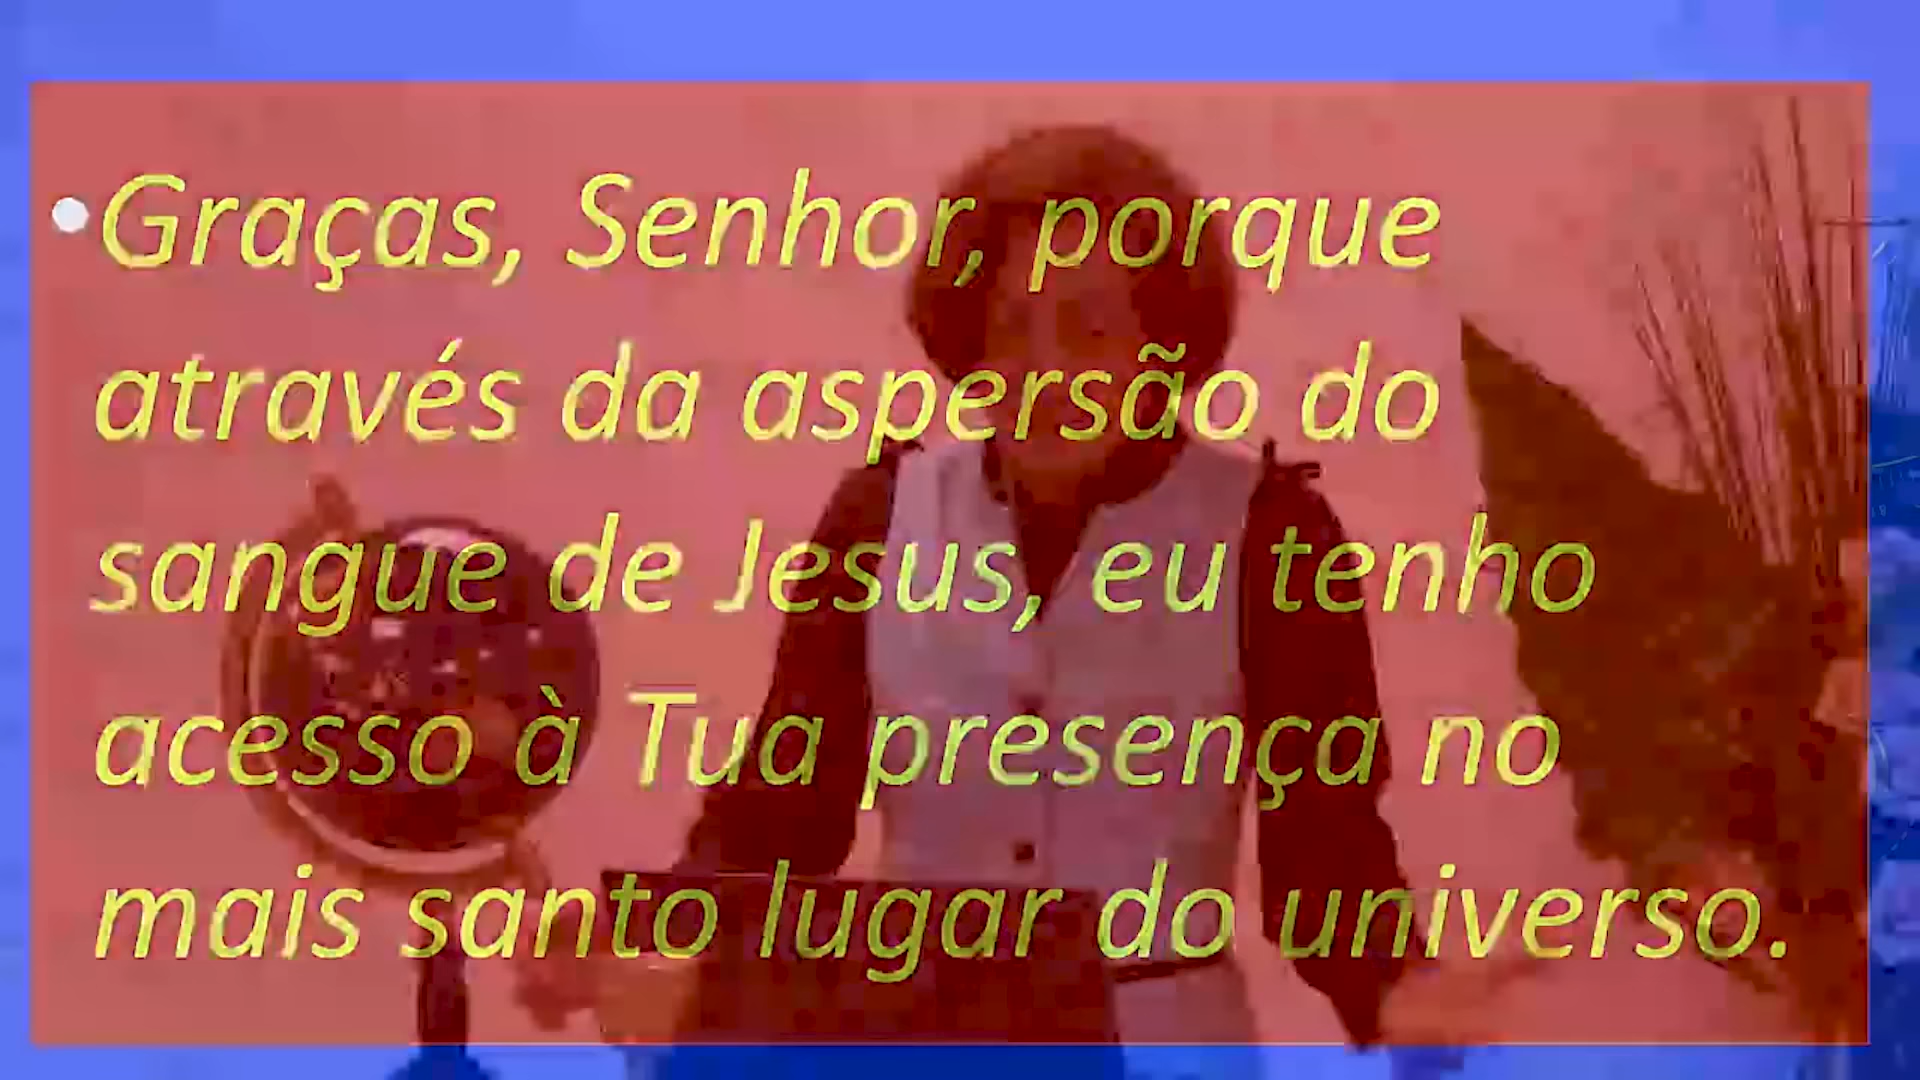 •Graças, Senhor, porque
através da aspersão do
sangue de Jesus, eu tenho
acesso à Tua presença no
mais santo lugar do universo.